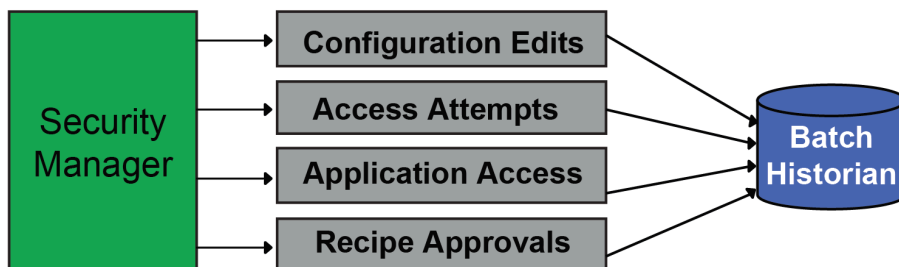 Security
Manager
Configuration Edits
Access Attempts
Application Access
Recipe Approvals
Batch
Historian